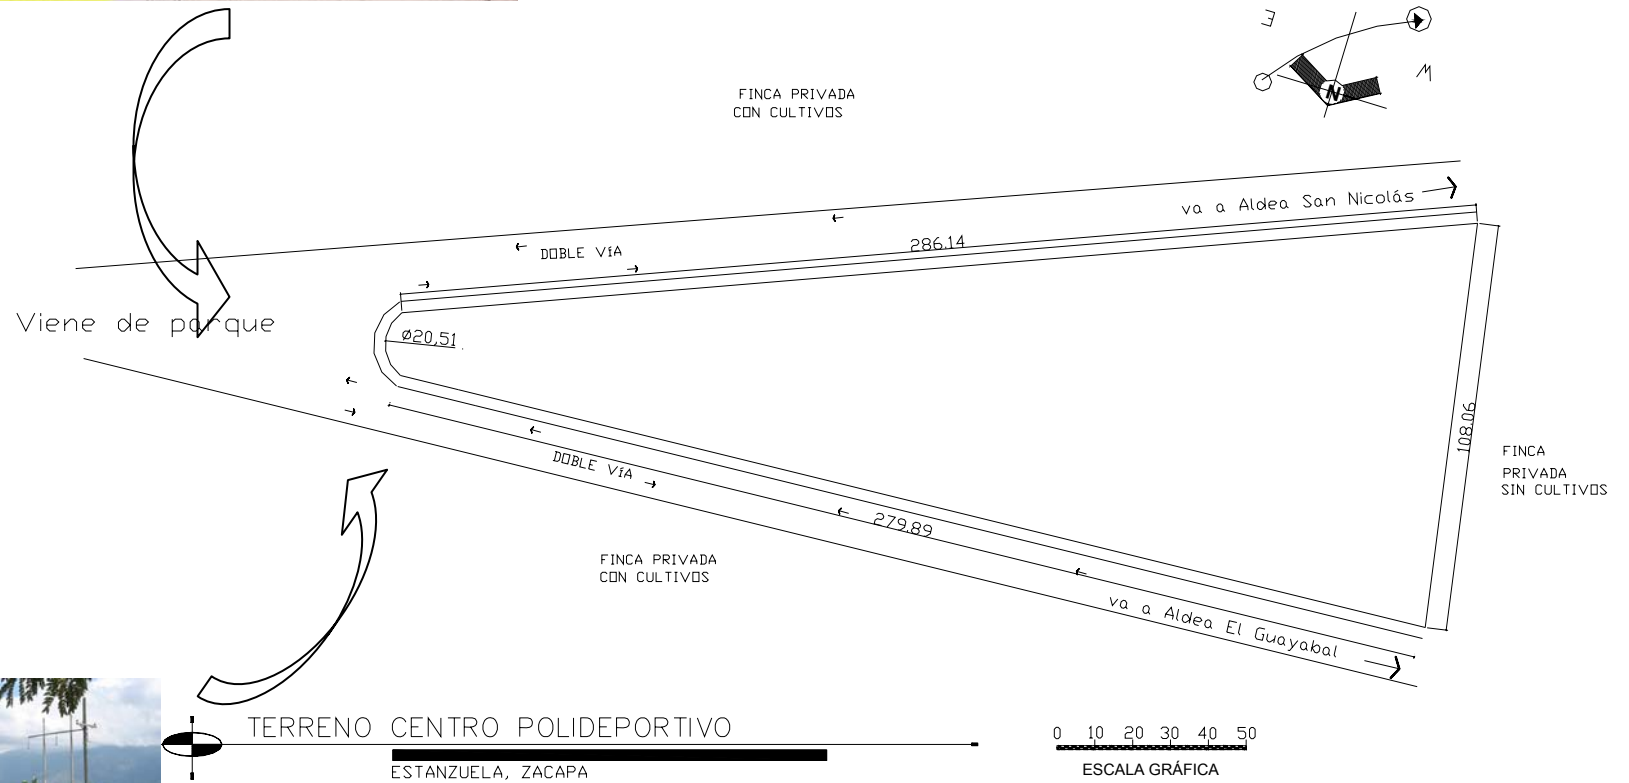 E
W
N
FINCA PRIVADA
CON CULTIVOS
va a Aldea San Nicolás
286.14
DOBLE VíA
Viene de parque
Ø20,51
108.06
FINCA
PRIVADA
SIN CULTIVOS
DOBLE VíA
279.89
FINCA PRIVADA
CON CULTIVOS
va a Aldea El Guayabal
TERRENO CENTRO POLIDEPORTIVO
ESTANZUELA, ZACAPA
0 10 20 30 40 50
ESCALA GRÁFICA